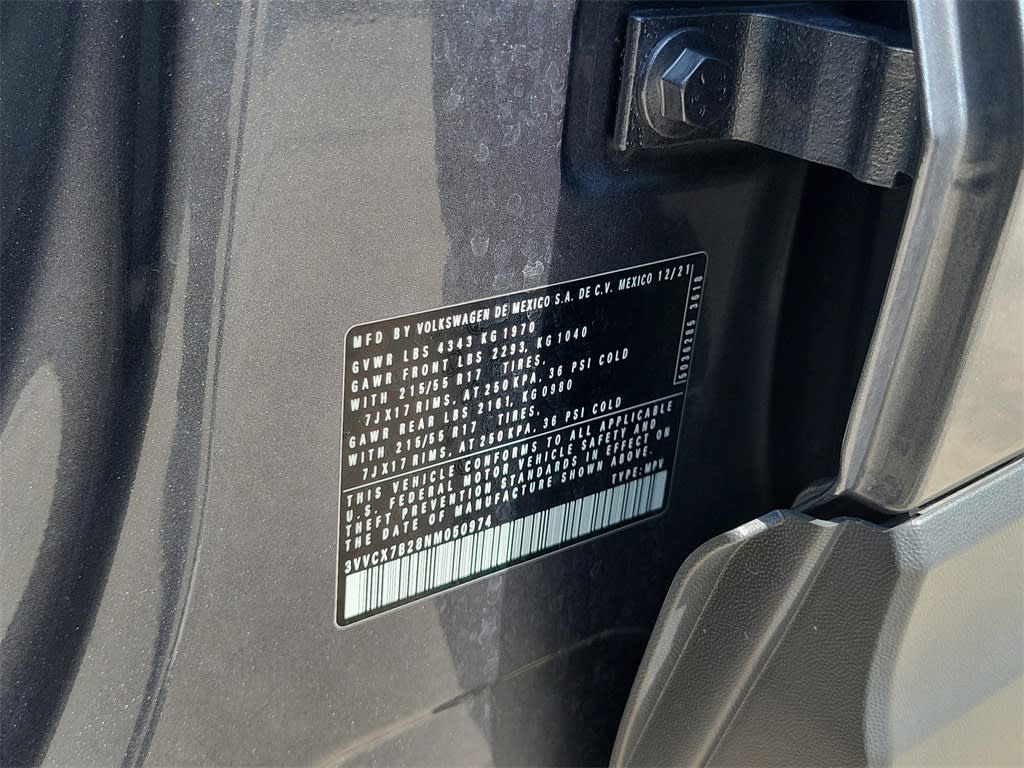 MFD BY VOLKSWAGEN DE MEXICO S.A. DE C.V. MEXICO 12/21
GVWR LBS 4343 KG 1970
GAWR FRONT LBS 2293, KG 1040
WITH 215/55 R17 TIRES,
7JX17 RIMS, AT 250 KPA, 36 PSI COLD
GAWR REAR LBS 2161, KG 0980
WITH 215/55 R17 TIRES,
7JX17 RIMS, AT 250 KPA, 36 PSI COLD
THIS VEHICLE CONFORMS TO ALL APPLICABLE
U.S. FEDERAL MOTOR VEHICLE SAFETY AND
THEFT PREVENTION STANDARDS IN EFFECT ON
THE DATE OF MANUFACTURE SHOWN ABOVE.
3VVCX7B28NM050974 TYPE: MPV